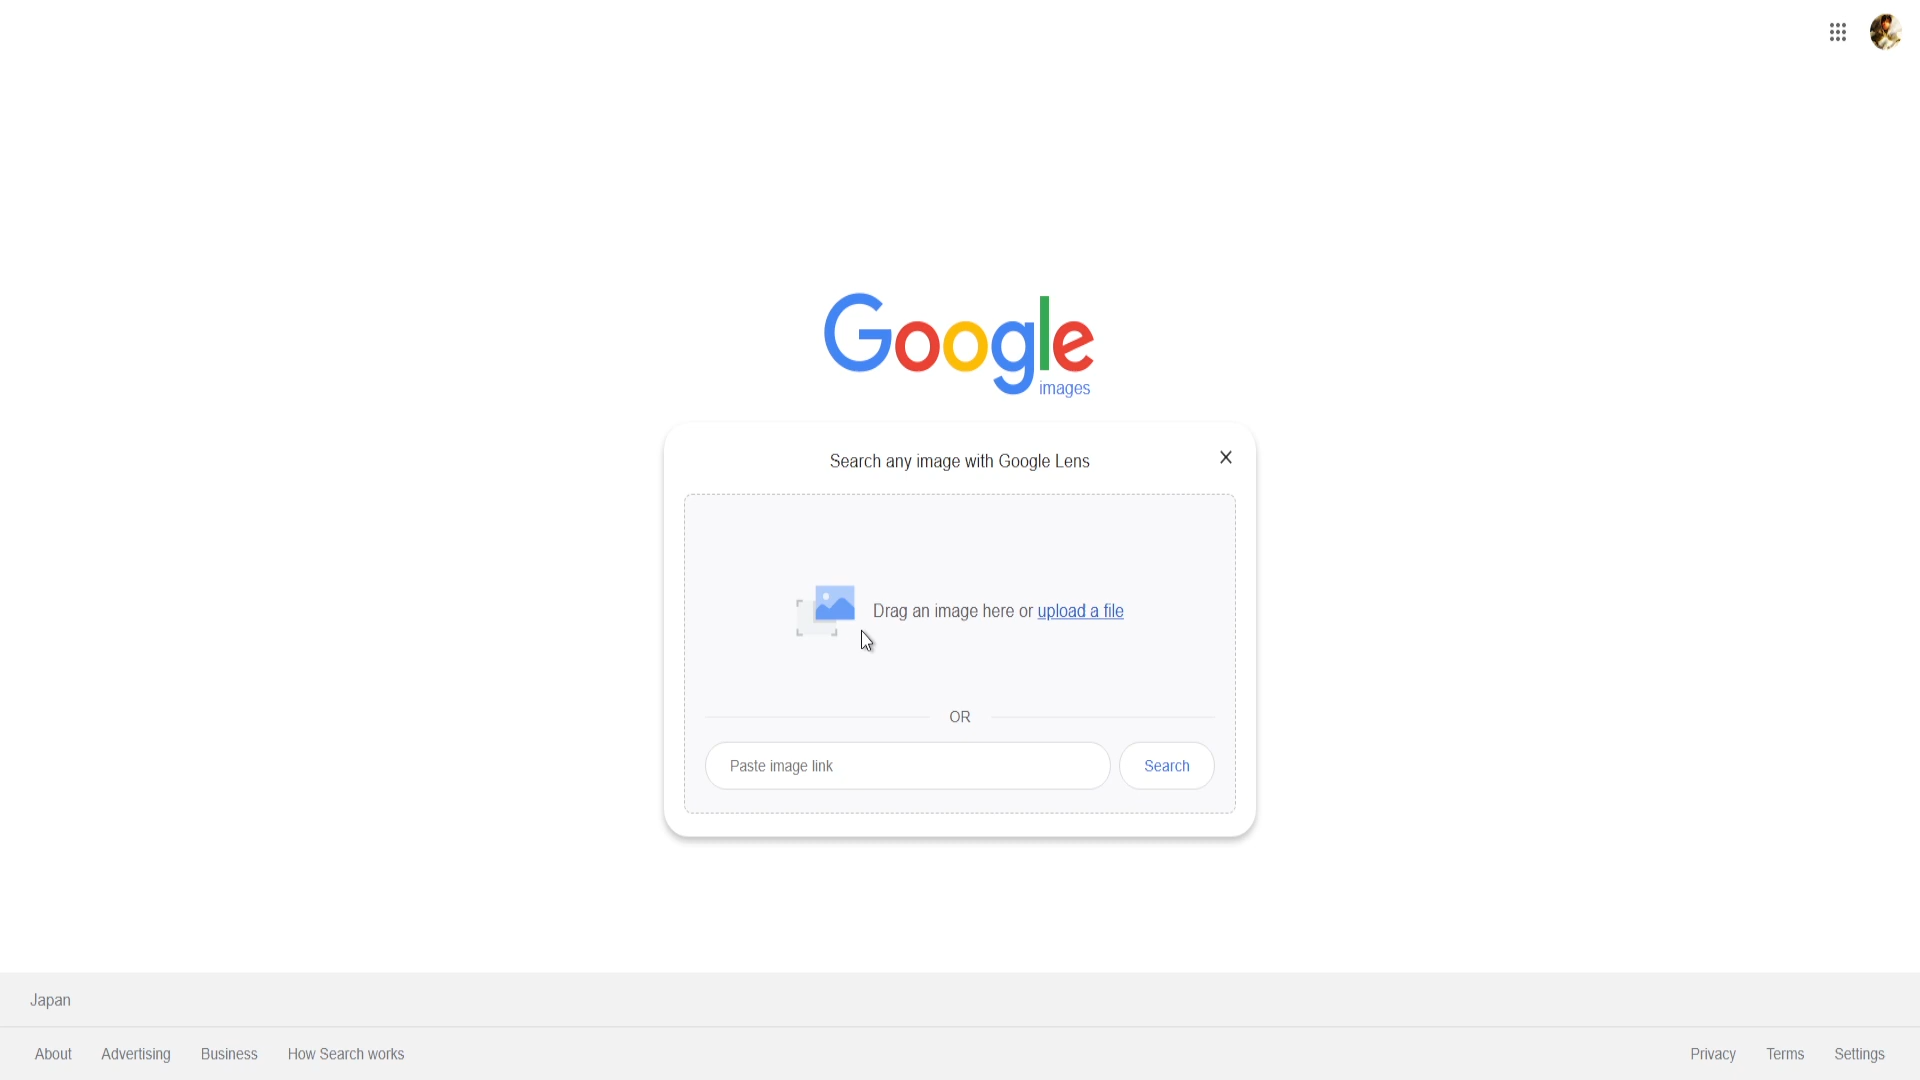 Google
images
Search any image with Google Lens
Drag an image here or upload a file
OR
Paste image link
Search
Japan
About Advertising Business How Search works
Privacy Terms Settings